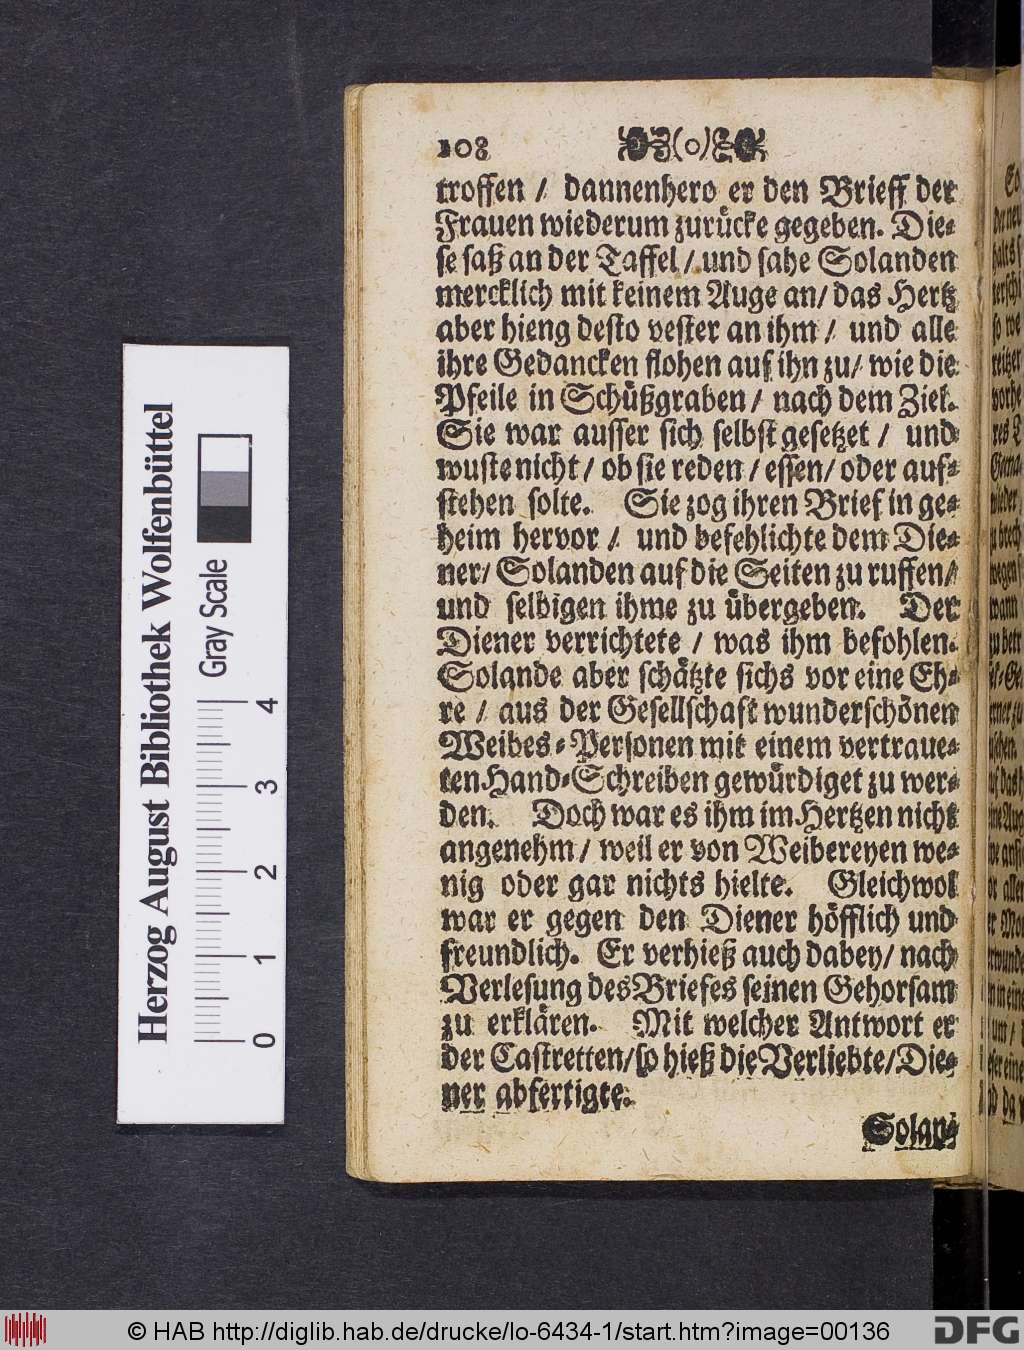 108 (o)
troffen / dannenhero er den Brieff der
Frauen wiederum zurücke gegeben. Die-
se saß an der Taffel / und sahe Solanden
mercklich mit keinem Auge an / das Hertz
aber hieng desto vester an ihm / und alle
ihre Gedancken flohen auf ihn zu / wie die
Pfeile in Schüßgraben / nach dem Ziel.
Sie war ausser sich selbst gesetzet / und
wuste nicht / ob sie reden / essen / oder auf-
stehen solte. Sie zog ihren Brief in ge-
heim hervor / und befehlichte dem Die-
ner / Solanden auf die Seiten zu ruffen /
und selbigen ihme zu übergeben. Der
Diener verrichtete / was ihm befohlen.
Solande aber schätzte sichs vor eine Eh-
re / aus der Gesellschaft wunderschönen
Weibes-Personen mit einem vertraue-
ten Hand-Schreiben gewürdiget zu wer-
den. Doch war es ihm im Hertzen nicht
angenehm / weil er von Weibereyen we-
nig oder gar nichts hielte. Gleichwol
war er gegen den Diener höfflich und
freundlich. Er verhieß auch dabey / nach
Verlesung des Briefes seinen Gehorsam
zu erklären. Mit welcher Antwort er
der Castretten / so hieß die Verliebte / Die-
ner abfertigte.
Solan-
Herzog August Bibliothek Wolfenbüttel
Gray Scale
0 1 2 3 4
© HAB http://diglib.hab.de/drucke/lo-6434-1/start.htm?image=00136
DFG